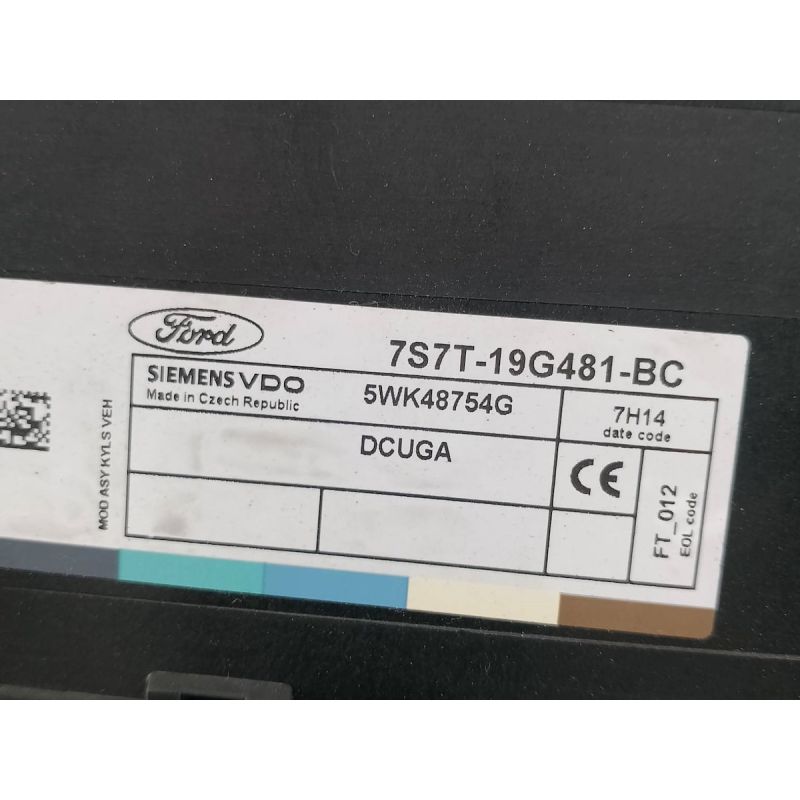 Ford
7S7T-19G481-BC
SIEMENS VDO
Made in Czech Republic
5WK48754G
7H14
date code
DCUGA
CE
FT_012
EOL code
MOD ASY KYLS VEH